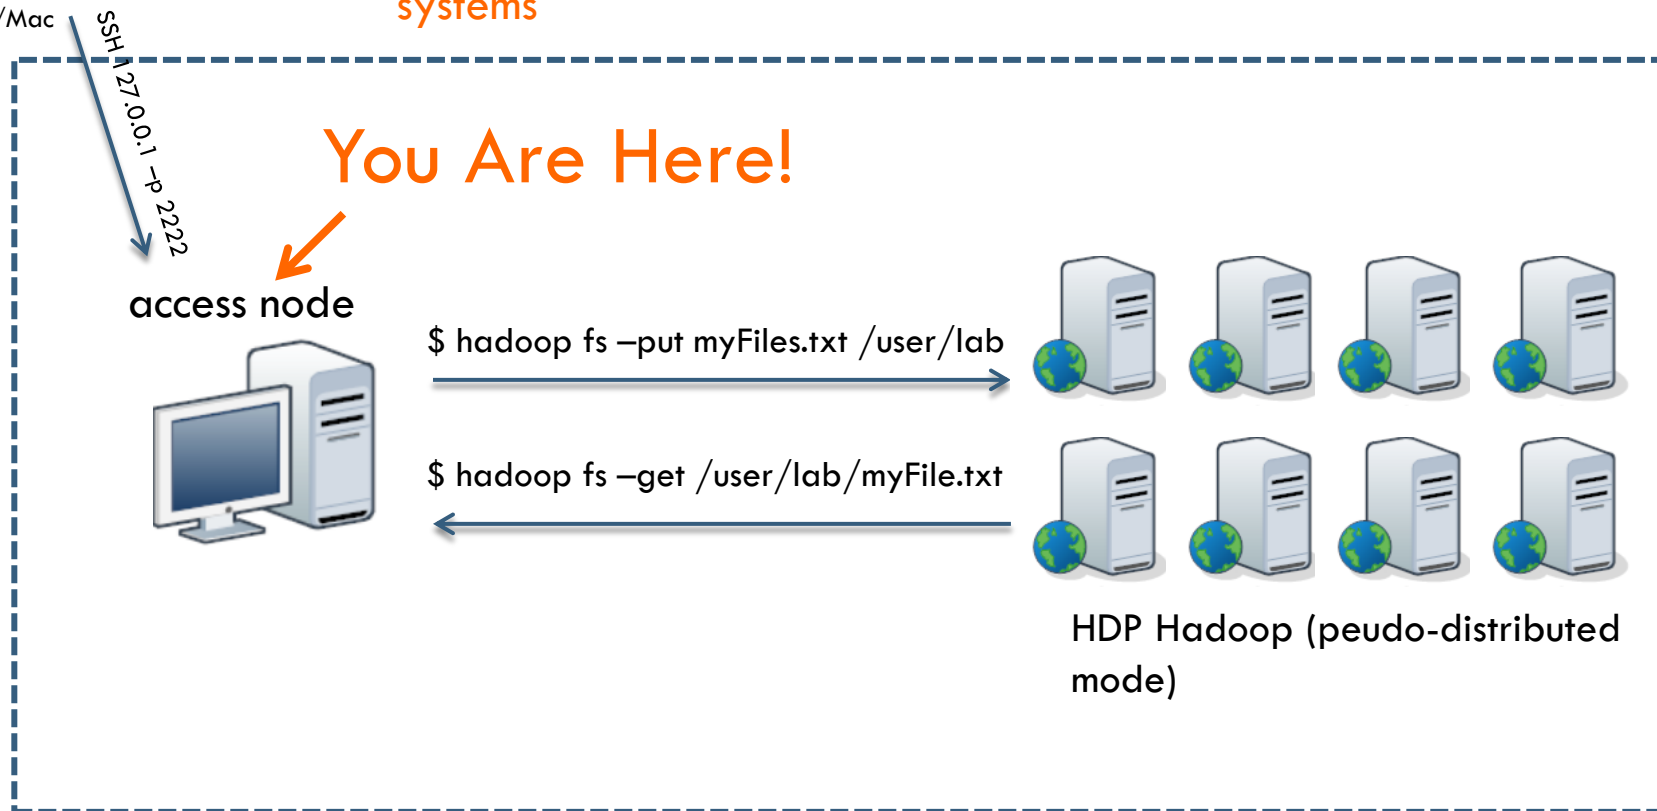 /Mac
systems
SSH 127.0.0.1 –p 2222
You Are Here!
access node
$ hadoop fs –put myFiles.txt /user/lab
$ hadoop fs –get /user/lab/myFile.txt
HDP Hadoop (peudo-distributed
mode)